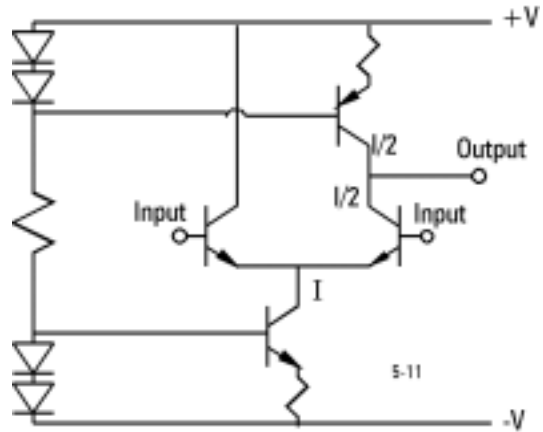 +V
I/2
Output
I/2
Input
Input
I
5-11
-V